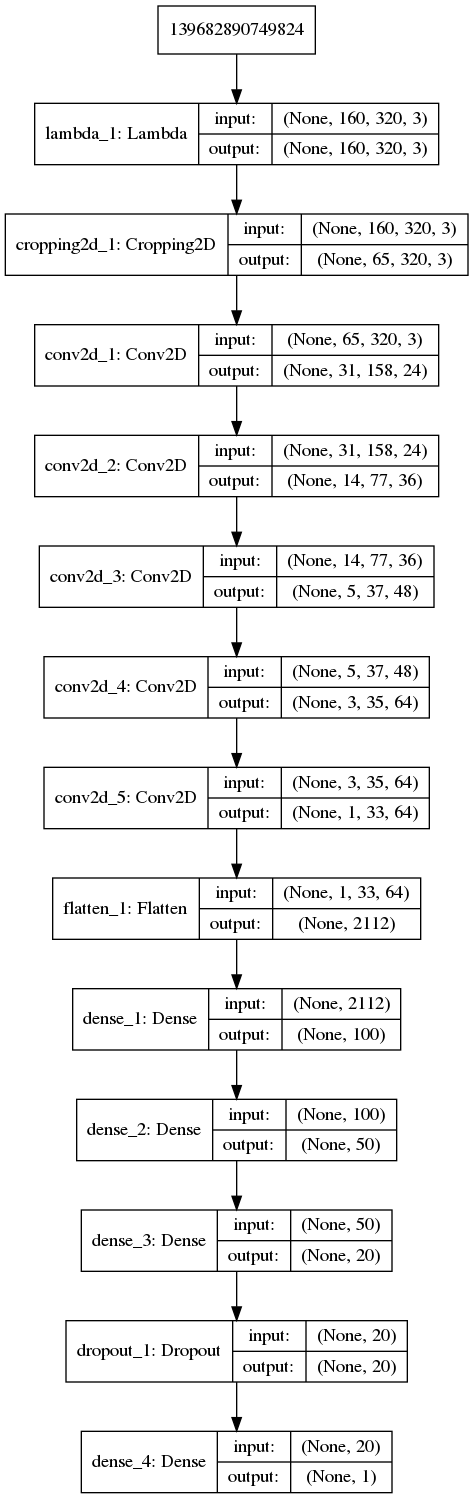 139682890749824
lambda_1: Lambda
input:
(None, 160, 320, 3)
output:
(None, 160, 320, 3)
cropping2d_1: Cropping2D
input:
(None, 160, 320, 3)
output:
(None, 65, 320, 3)
conv2d_1: Conv2D
input:
(None, 65, 320, 3)
output:
(None, 31, 158, 24)
conv2d_2: Conv2D
input:
(None, 31, 158, 24)
output:
(None, 14, 77, 36)
conv2d_3: Conv2D
input:
(None, 14, 77, 36)
output:
(None, 5, 37, 48)
conv2d_4: Conv2D
input:
(None, 5, 37, 48)
output:
(None, 3, 35, 64)
conv2d_5: Conv2D
input:
(None, 3, 35, 64)
output:
(None, 1, 33, 64)
flatten_1: Flatten
input:
(None, 1, 33, 64)
output:
(None, 2112)
dense_1: Dense
input:
(None, 2112)
output:
(None, 100)
dense_2: Dense
input:
(None, 100)
output:
(None, 50)
dense_3: Dense
input:
(None, 50)
output:
(None, 20)
dropout_1: Dropout
input:
(None, 20)
output:
(None, 20)
dense_4: Dense
input:
(None, 20)
output:
(None, 1)